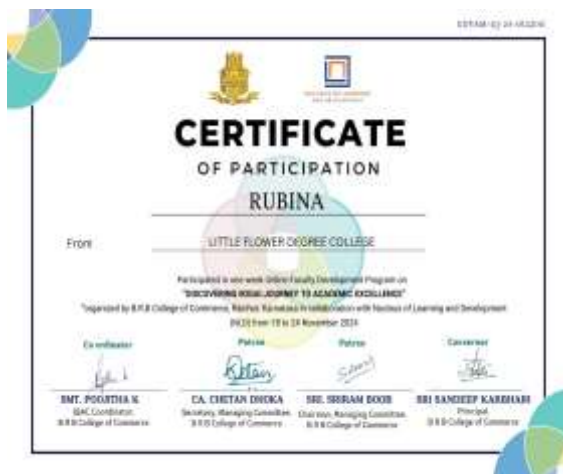 CERTIFICATE
OF PARTICIPATION
RUBINA
From LITTLE FLOWER DEGREE COLLEGE
Participated in one week Online Faculty Development Program on
JOURNEY TO ACADEMIC EXCELLENCE"
organized by B.R.B College of Commerce, Raichur, Karnataka in collaboration with Nucleus of Learning and Development
(NLD) from 18 to 24 November 2024
Co ordinator Patron Patron Convenor
SMT. POOJITHA K CA. CHETAN DHOKA SRI. SRIRAM BOOB SRI SANDEEP KARBHARI
IQAC Coordinator Secretary, Managing Committee Chairman, Managing Committee Principal
B R B College of Commerce B R B College of Commerce B R B College of Commerce B R B College of Commerce